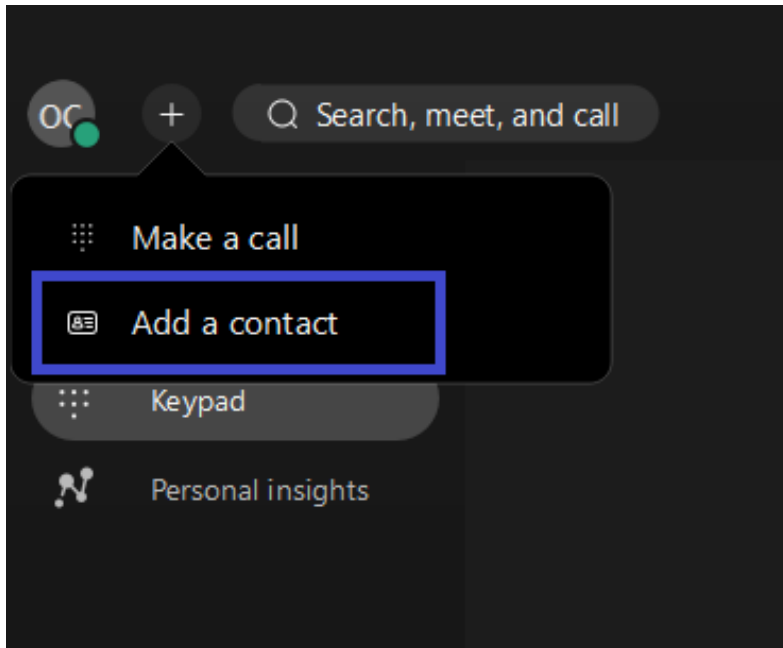 OC
Search, meet, and call
Make a call
Add a contact
Keypad
Personal insights